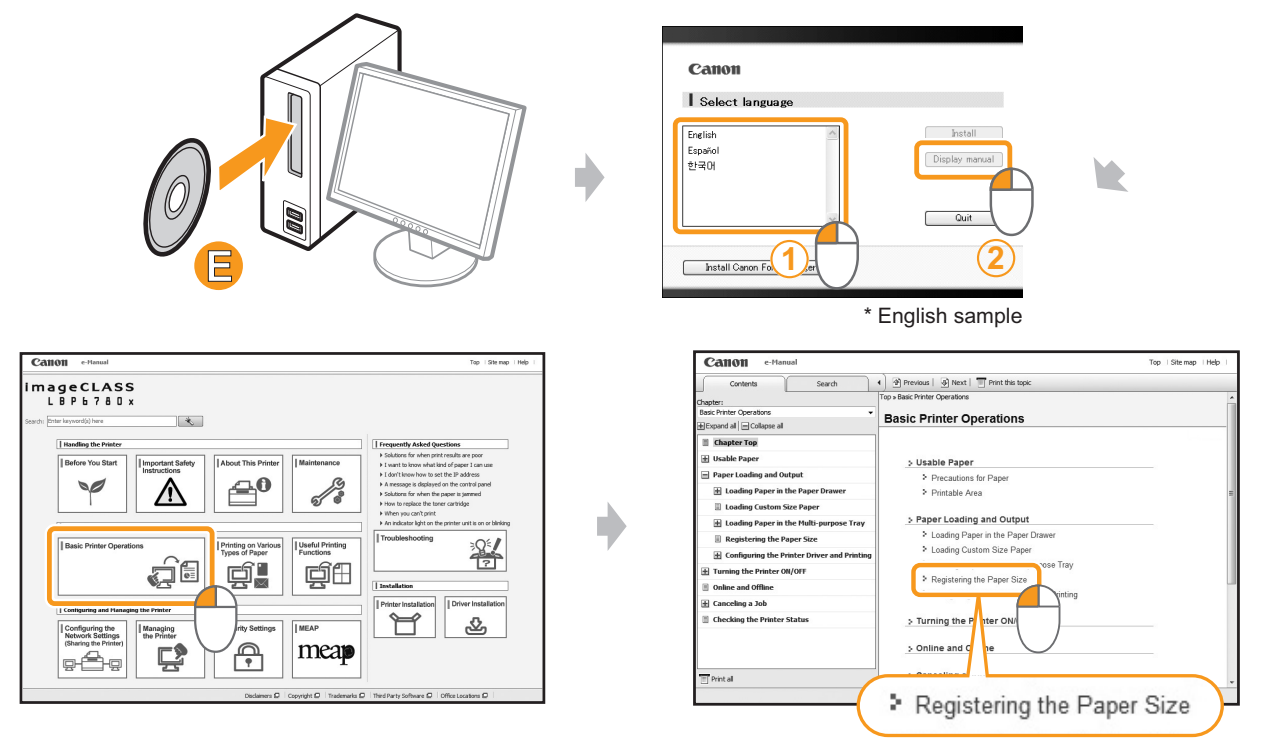 E
Canon
Select language
English
Español
한국어
Install
Display manual
Quit
Install Canon Fo
1
2
* English sample
Canon e-Manual
Top Site map Help
imageCLASS
LBP6780x
Search: Enter keyword(s) here
Handling the Printer
Before You Start
Important Safety
Instructions
About This Printer
Maintenance
Basic Printer Operations
Printing on Various
Types of Paper
Useful Printing
Functions
Configuring and Managing the Printer
Configuring the
Network Settings
(Sharing the Printer)
Managing
the Printer
rity Settings
MEAP
meap
Frequently Asked Questions
Solutions for when print results are poor
I want to know what kind of paper I can use
I don't know how to set the IP address
A message is displayed on the control panel
Solutions for when the paper is jammed
How to replace the toner cartridge
When you can't print
An indicator light on the printer unit is on or blinking
Troubleshooting
Installation
Printer Installation
Driver Installation
Disclaimers Copyright Trademarks Third Party Software Office Locations
Canon e-Manual
Top Site map Help
Contents Search
Previous Next Print this topic
Chapter:
Basic Printer Operations
Expand all Collapse all
Chapter Top
Usable Paper
Paper Loading and Output
Loading Paper in the Paper Drawer
Loading Custom Size Paper
Loading Paper in the Multi-purpose Tray
Registering the Paper Size
Configuring the Printer Driver and Printing
Turning the Printer ON/OFF
Online and Offline
Canceling a Job
Checking the Printer Status
Print all
Top » Basic Printer Operations
Basic Printer Operations
Usable Paper
Precautions for Paper
Printable Area
Paper Loading and Output
Loading Paper in the Paper Drawer
Loading Custom Size Paper
pose Tray
Registering the Paper Size
rinting
Turning the Printer ON/
Online and
Registering the Paper Size